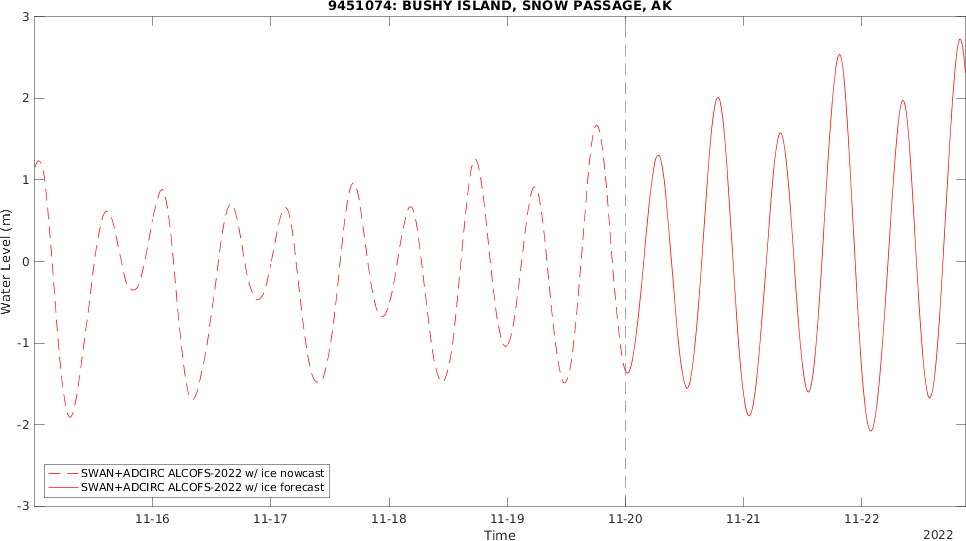 9451074: BUSHY ISLAND, SNOW PASSAGE, AK
3
2
1
0
-1
-2
-3
Water Level (m)
SWAN+ADCIRC ALCOFS-2022 w/ ice nowcast
SWAN+ADCIRC ALCOFS-2022 w/ ice forecast
11-16 11-17 11-18 11-19 11-20 11-21 11-22
Time
2022